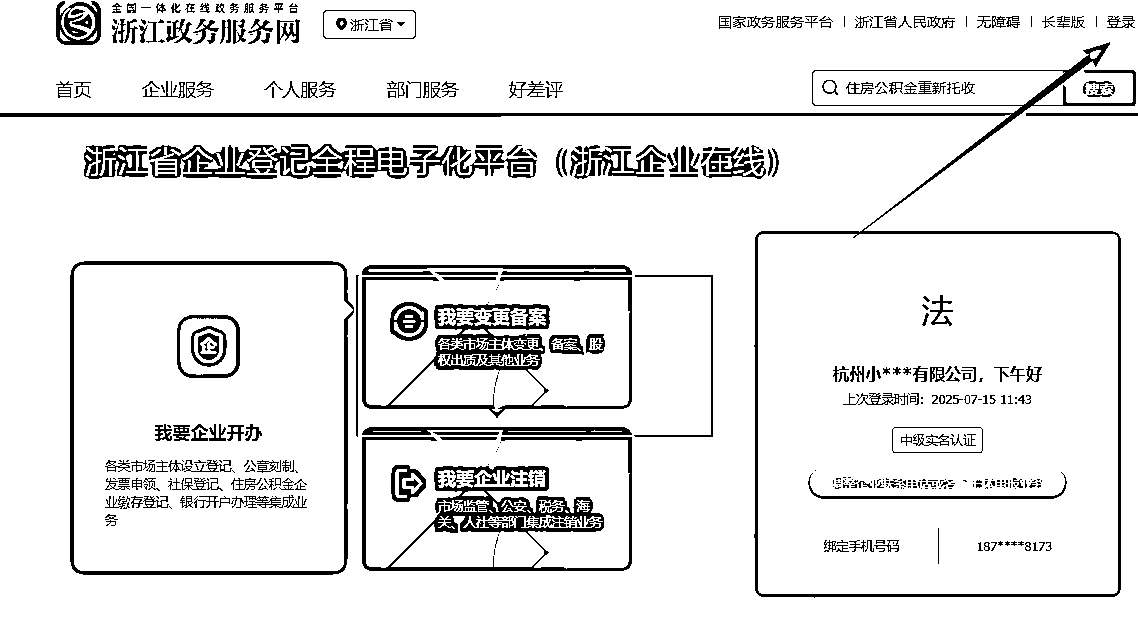 全国一体化在线政务服务平台
浙江政务服务网
浙江省
国家政务服务平台 | 浙江省人民政府 | 无障碍 | 长辈版 | 登录
首页 企业服务 个人服务 部门服务 好差评
住房公积金重新托收
搜索
浙江省企业登记全程电子化平台（浙江企业在线）
企
我要企业开办
各类市场主体设立登记、公章刻制、
发票申领、社保登记、住房公积金企
业缴存登记、银行开户办理等集成业
务
我要变更备案
各类市场主体变更、备案、股
权出质及其他业务
我要企业注销
市场监管、公安、税务、海
关、人社等部门集成注销业务
法
杭州小***有限公司，下午好
上次登录时间：2025-07-15 11:43
中级实名认证
绑定手机号码 187****8173